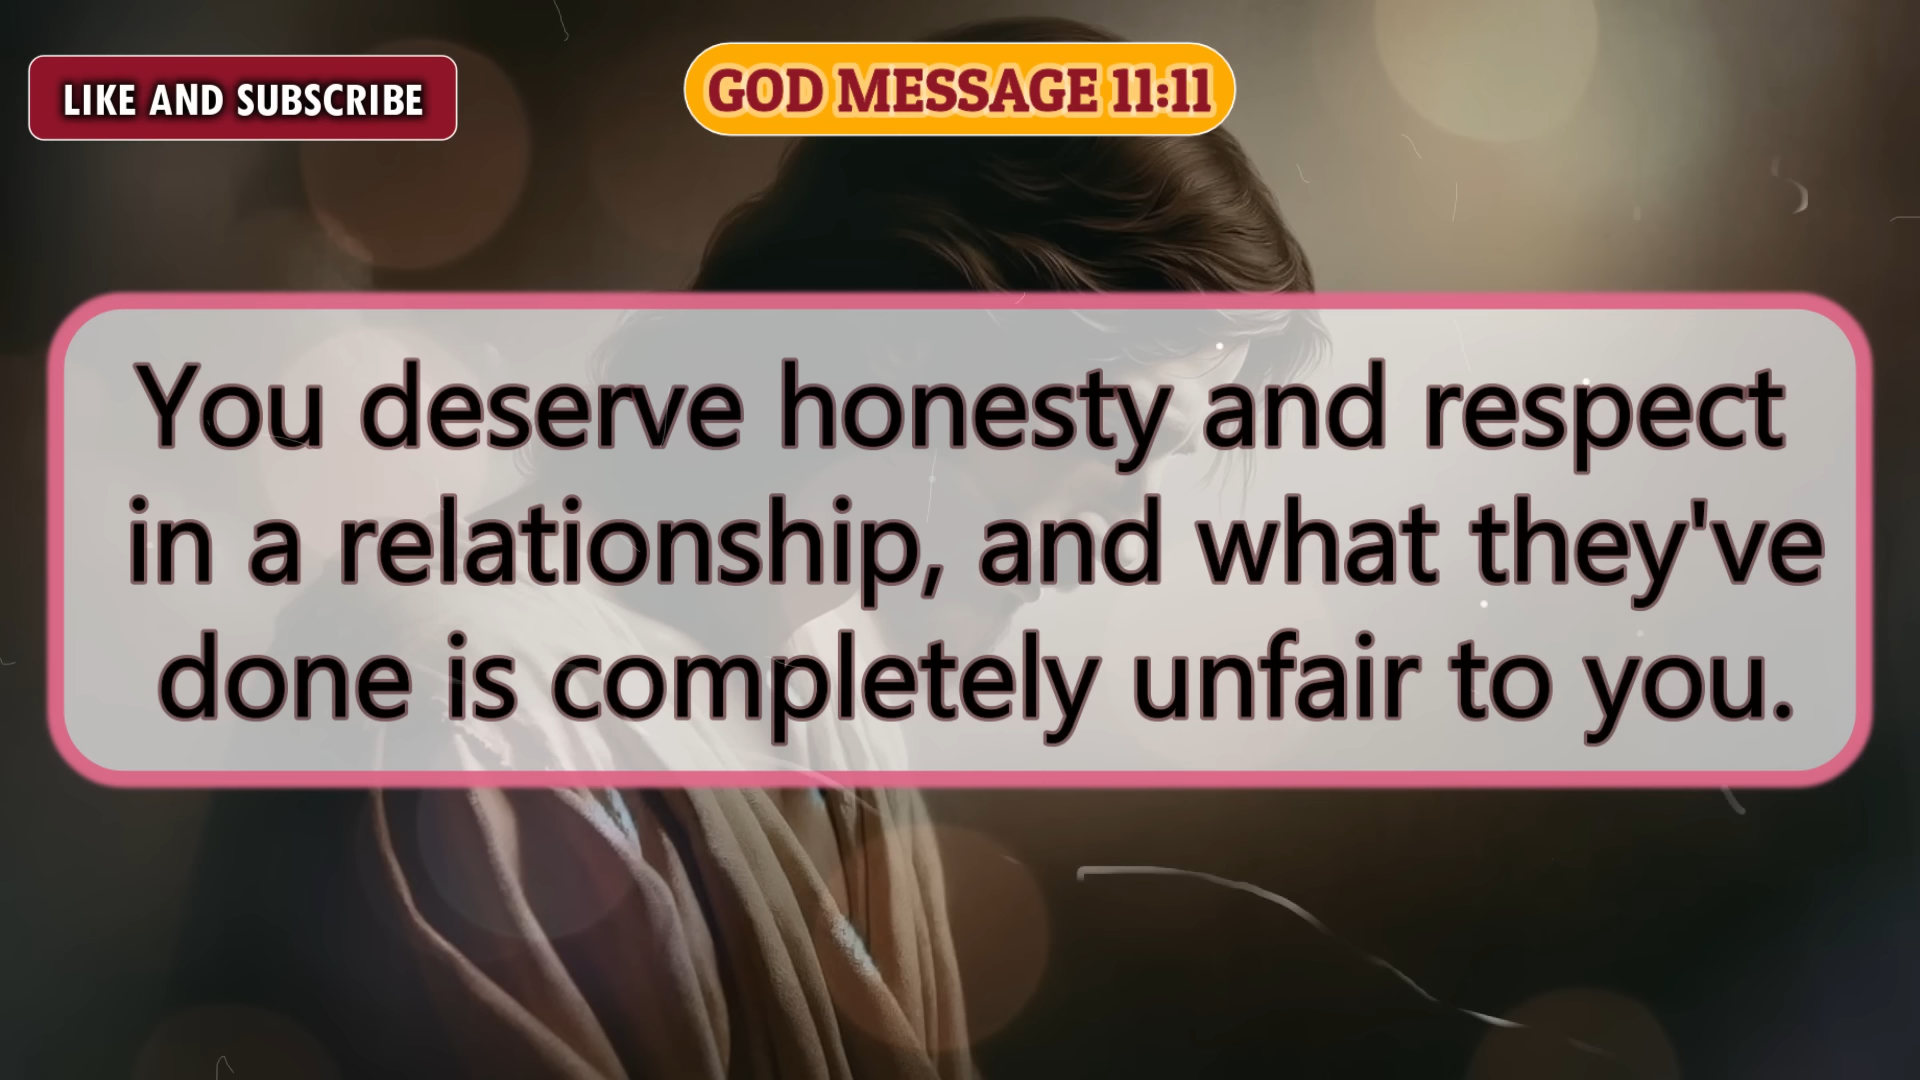 LIKE AND SUBSCRIBE
GOD MESSAGE 11:11
You deserve honesty and respect
in a relationship, and what they've
done is completely unfair to you.